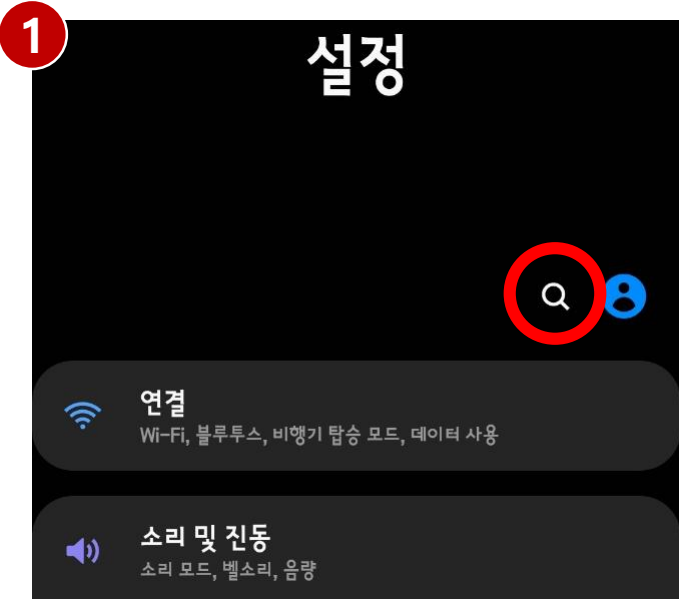 1
설정
연결
Wi-Fi, 블루투스, 비행기 탑승 모드, 데이터 사용
소리 및 진동
소리 모드, 벨소리, 음량